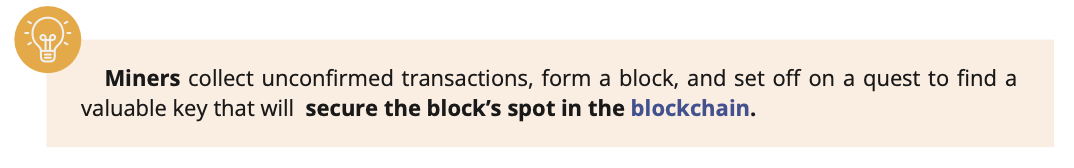 Miners collect unconfirmed transactions, form a block, and set off on a quest to find a
valuable key that will secure the block’s spot in the blockchain.